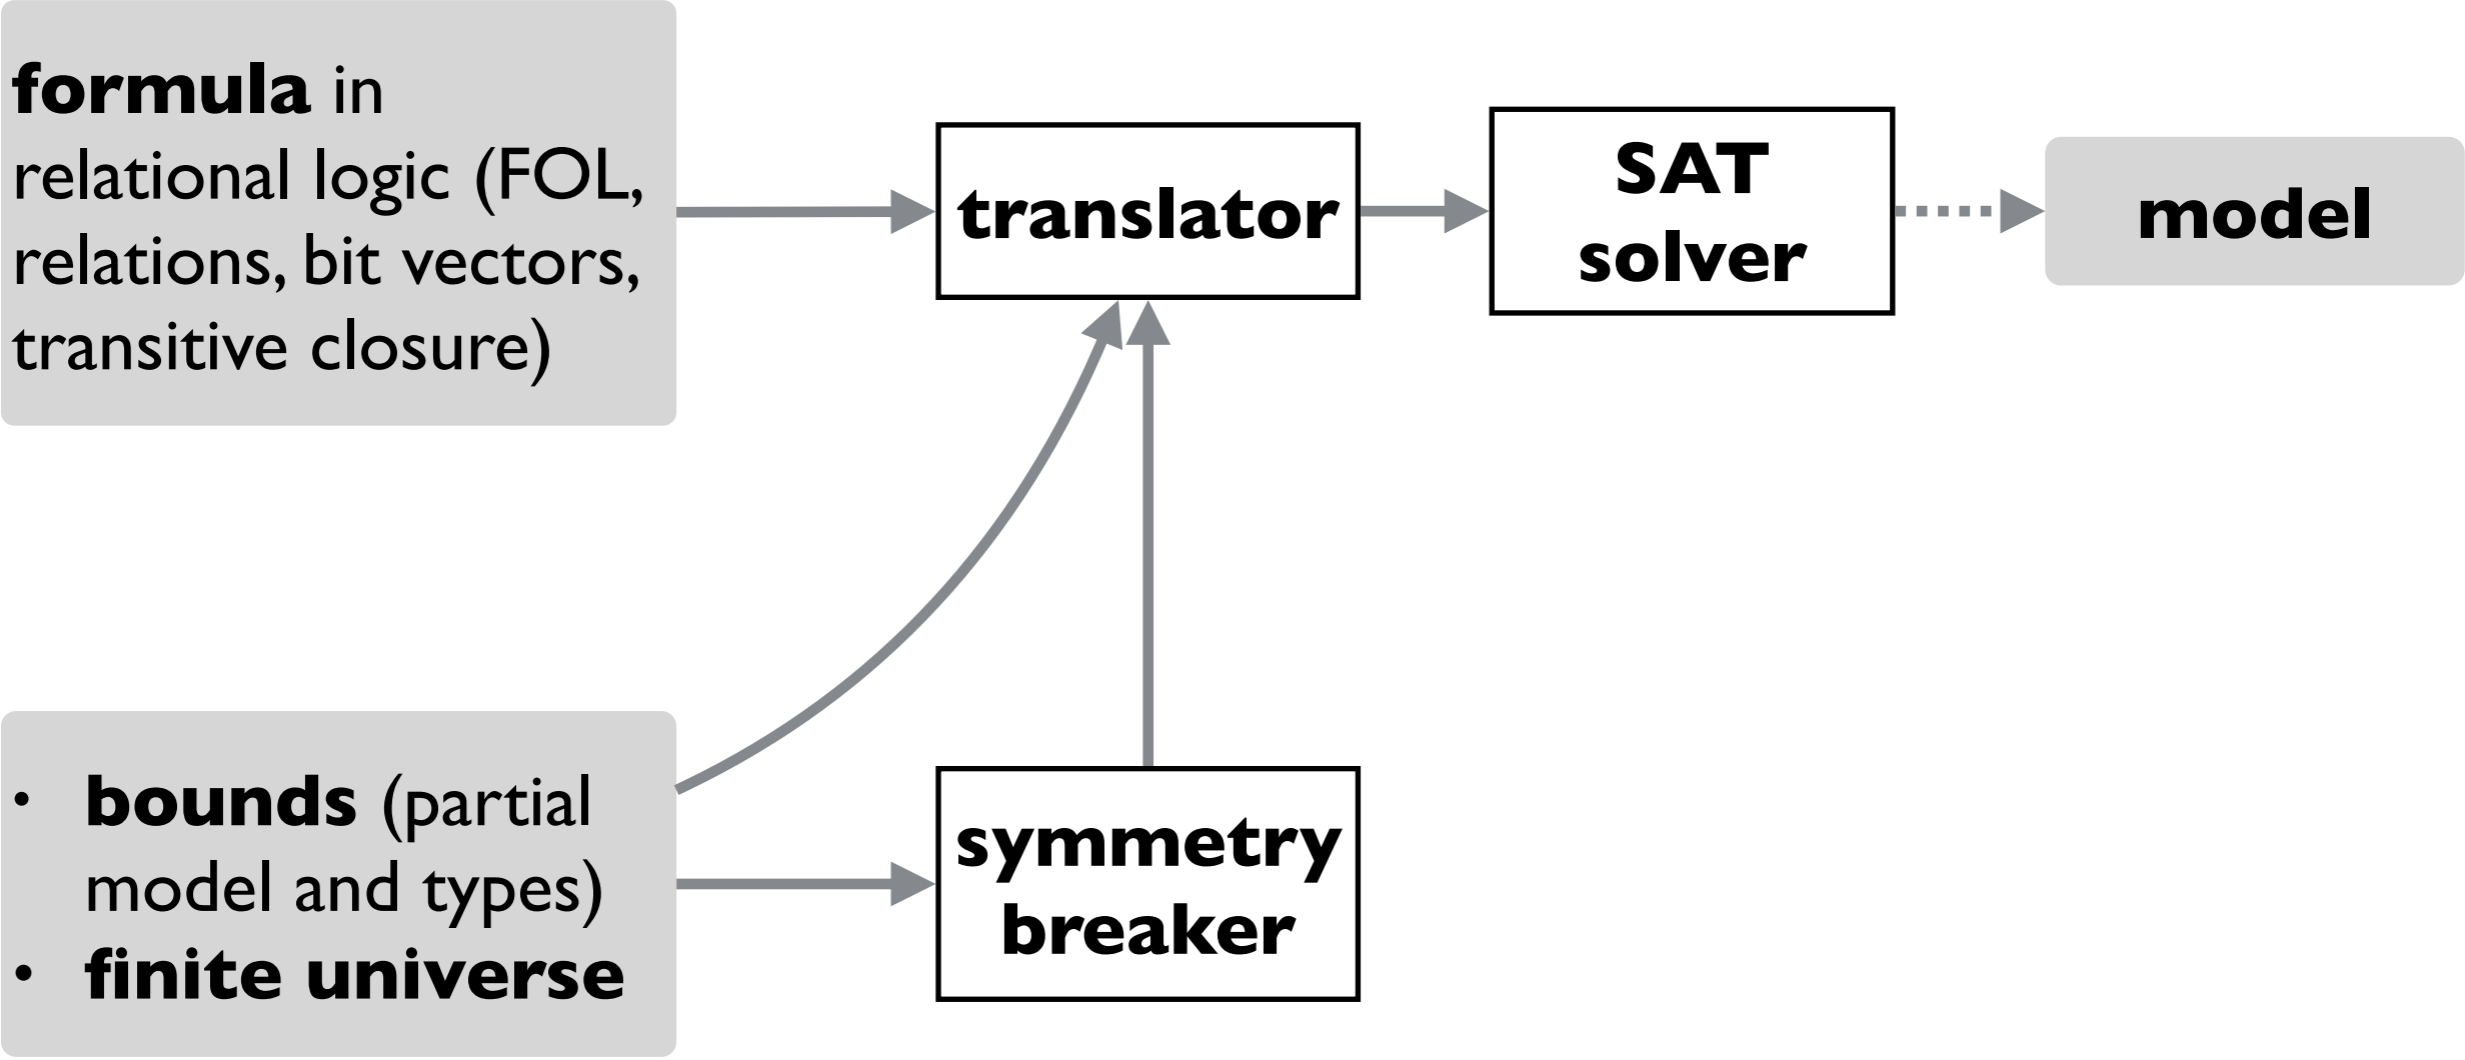 formula in
relational logic (FOL,
relations, bit vectors,
transitive closure)
translator
SAT
solver
model
• bounds (partial
model and types)
• finite universe
symmetry
breaker